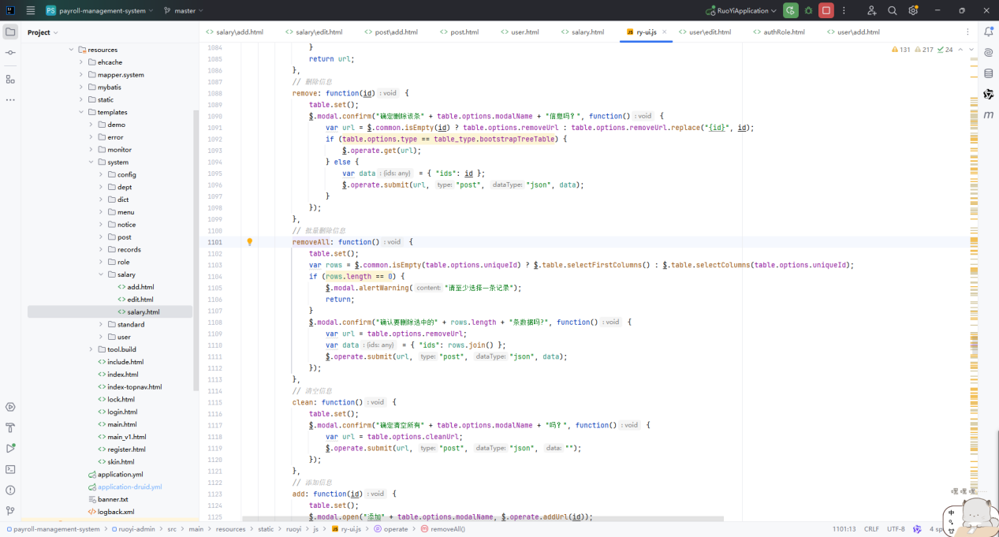 PS payroll-management-system master RuoYiApplication
Project
salary\add.html salary\edit.html post\add.html post.html user.html salary.html JS ry-ui.js user\edit.html authRole.html user\add.html
131 217 24
resources
ehcache
mapper.system
mybatis
static
templates
demo
error
monitor
system
config
dept
dict
menu
notice
post
records
role
salary
add.html
edit.html
salary.html
standard
user
tool.build
include.html
index.html
index-topnav.html
lock.html
login.html
main.html
main_v1.html
register.html
skin.html
application.yml
application-druid.yml
banner.txt
logback.xml
1084 }
1085 return url;
1086 },
1087 // 删除信息
1088 remove: function(id) : void {
1089 table.set();
1090 $.modal.confirm("确定删除该条" + table.options.modalName + "信息吗？", function() : void {
1091 var url = $.common.isEmpty(id) ? table.options.removeUrl : table.options.removeUrl.replace("{id}", id);
1092 if (table.options.type == table_type.bootstrapTreeTable) {
1093 $.operate.get(url);
1094 } else {
1095 var data : {ids: any} = { "ids": id };
1096 $.operate.submit(url, type: "post", dataType: "json", data);
1097 }
1098 });
1099 },
1100 // 批量删除信息
1101 removeAll: function() : void {
1102 table.set();
1103 var rows = $.common.isEmpty(table.options.uniqueId) ? $.table.selectFirstColumns() : $.table.selectColumns(table.options.uniqueId);
1104 if (rows.length == 0) {
1105 $.modal.alertWarning( content: "请至少选择一条记录");
1106 return;
1107 }
1108 $.modal.confirm("确认要删除选中的" + rows.length + "条数据吗?", function() : void {
1109 var url = table.options.removeUrl;
1110 var data : {ids: any} = { "ids": rows.join() };
1111 $.operate.submit(url, type: "post", dataType: "json", data);
1112 });
1113 },
1114 // 清空信息
1115 clean: function() : void {
1116 table.set();
1117 $.modal.confirm("确定清空所有" + table.options.modalName + "吗？", function() : void {
1118 var url = table.options.cleanUrl;
1119 $.operate.submit(url, type: "post", dataType: "json", data: "");
1120 });
1121 },
1122 // 添加信息
1123 add: function(id) : void {
1124 table.set();
1125 $.modal.open("添加" + table.options.modalName, $.operate.addUrl(id));
嘿 嘿 嘿
中
payroll-management-system > ruoyi-admin > src > main > resources > static > ruoyi > js > JS ry-ui.js > operate > removeAll() 1101:13 CRLF UTF-8